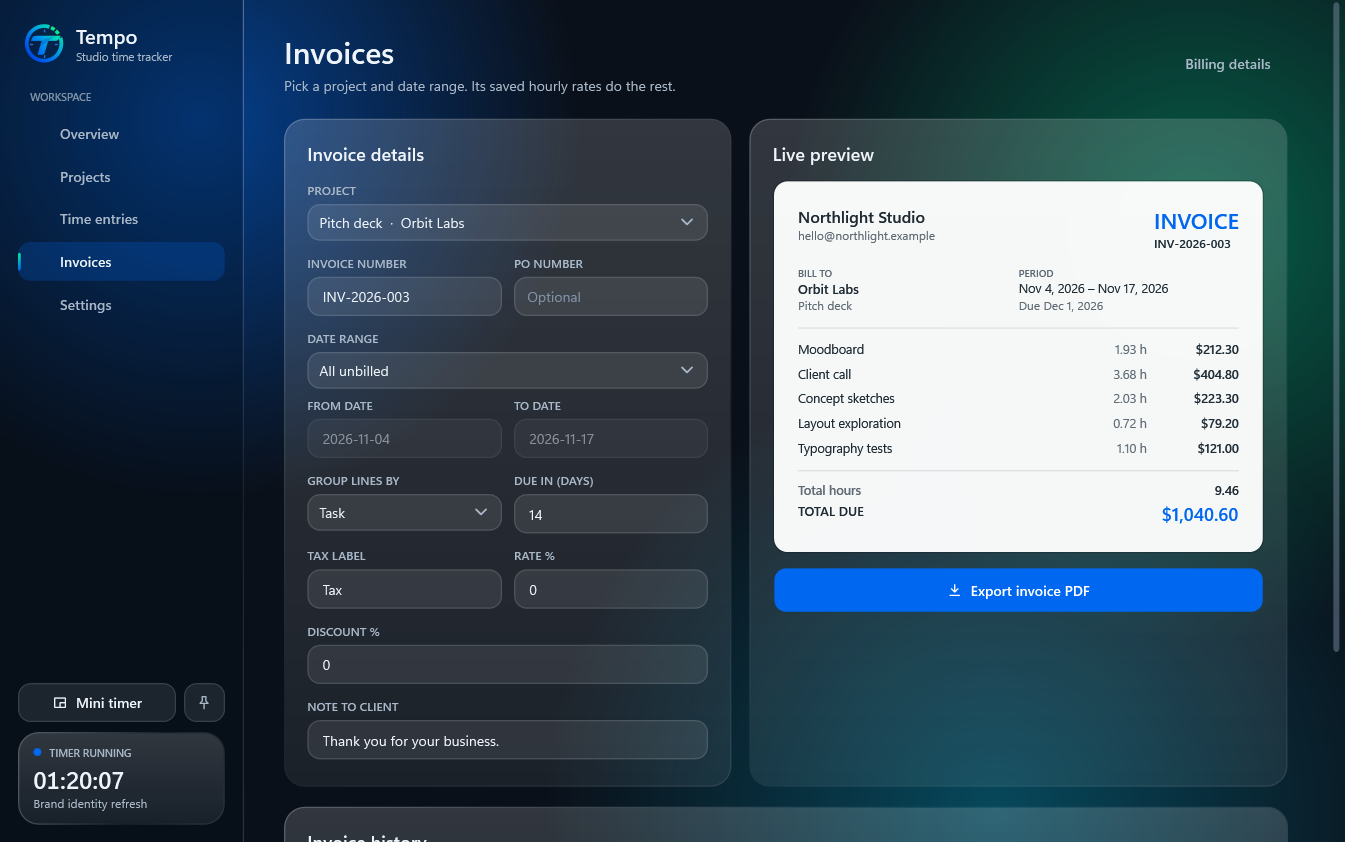 Tempo
Studio time tracker
WORKSPACE
Overview
Projects
Time entries
Invoices
Settings
Mini timer
TIMER RUNNING
01:20:07
Brand identity refresh
Invoices
Pick a project and date range. Its saved hourly rates do the rest.
Billing details
Invoice details
PROJECT
Pitch deck · Orbit Labs
INVOICE NUMBER PO NUMBER
INV-2026-003 Optional
DATE RANGE
All unbilled
FROM DATE TO DATE
2026-11-04 2026-11-17
GROUP LINES BY DUE IN (DAYS)
Task 14
TAX LABEL RATE %
Tax 0
DISCOUNT %
0
NOTE TO CLIENT
Thank you for your business.
Live preview
Northlight Studio INVOICE
hello@northlight.example INV-2026-003
BILL TO PERIOD
Orbit Labs Nov 4, 2026 – Nov 17, 2026
Pitch deck Due Dec 1, 2026
Moodboard 1.93 h $212.30
Client call 3.68 h $404.80
Concept sketches 2.03 h $223.30
Layout exploration 0.72 h $79.20
Typography tests 1.10 h $121.00
Total hours 9.46
TOTAL DUE $1,040.60
Export invoice PDF
Invoice history